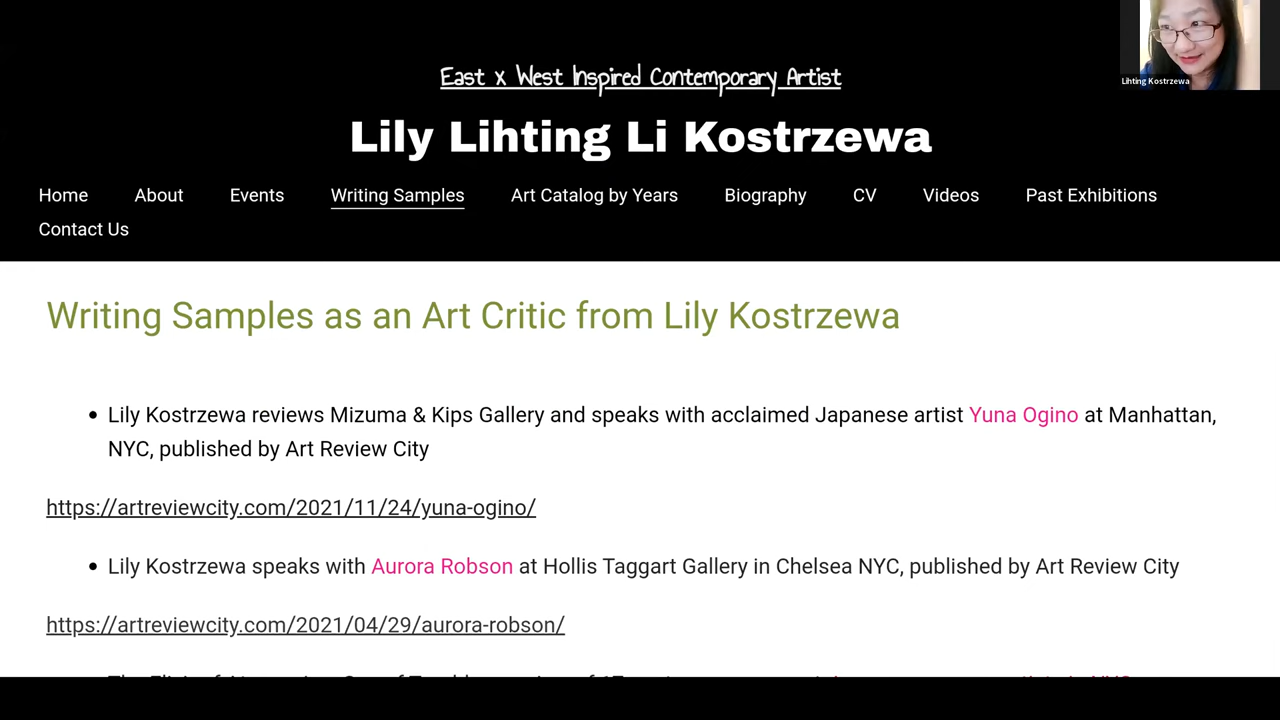 East x West Inspired Contemporary Artist
Lihting Kostrzewa
Lily Lihting Li Kostrzewa
Home About Events Writing Samples Art Catalog by Years Biography CV Videos Past Exhibitions
Contact Us
Writing Samples as an Art Critic from Lily Kostrzewa
• Lily Kostrzewa reviews Mizuma & Kips Gallery and speaks with acclaimed Japanese artist Yuna Ogino at Manhattan,
NYC, published by Art Review City
https://artreviewcity.com/2021/11/24/yuna-ogino/
• Lily Kostrzewa speaks with Aurora Robson at Hollis Taggart Gallery in Chelsea NYC, published by Art Review City
https://artreviewcity.com/2021/04/29/aurora-robson/